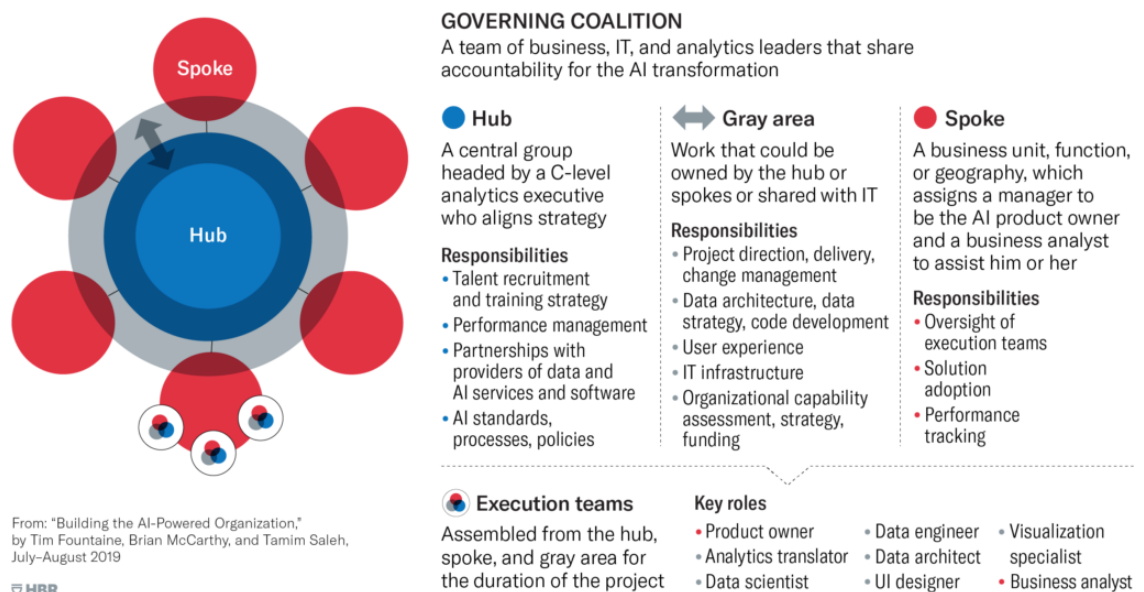 Spoke
Hub
From: “Building the AI-Powered Organization,”
by Tim Fountaine, Brian McCarthy, and Tamim Saleh,
July–August 2019
HBR
GOVERNING COALITION
A team of business, IT, and analytics leaders that share
accountability for the AI transformation
Hub
A central group
headed by a C-level
analytics executive
who aligns strategy
Responsibilities
• Talent recruitment
and training strategy
• Performance management
• Partnerships with
providers of data and
AI services and software
• AI standards,
processes, policies
Gray area
Work that could be
owned by the hub or
spokes or shared with IT
Responsibilities
• Project direction, delivery,
change management
• Data architecture, data
strategy, code development
• User experience
• IT infrastructure
• Organizational capability
assessment, strategy,
funding
Spoke
A business unit, function,
or geography, which
assigns a manager to
be the AI product owner
and a business analyst
to assist him or her
Responsibilities
• Oversight of
execution teams
• Solution
adoption
• Performance
tracking
Execution teams
Assembled from the hub,
spoke, and gray area for
the duration of the project
Key roles
• Product owner
• Analytics translator
• Data scientist
• Data engineer
• Data architect
• UI designer
• Visualization
specialist
• Business analyst